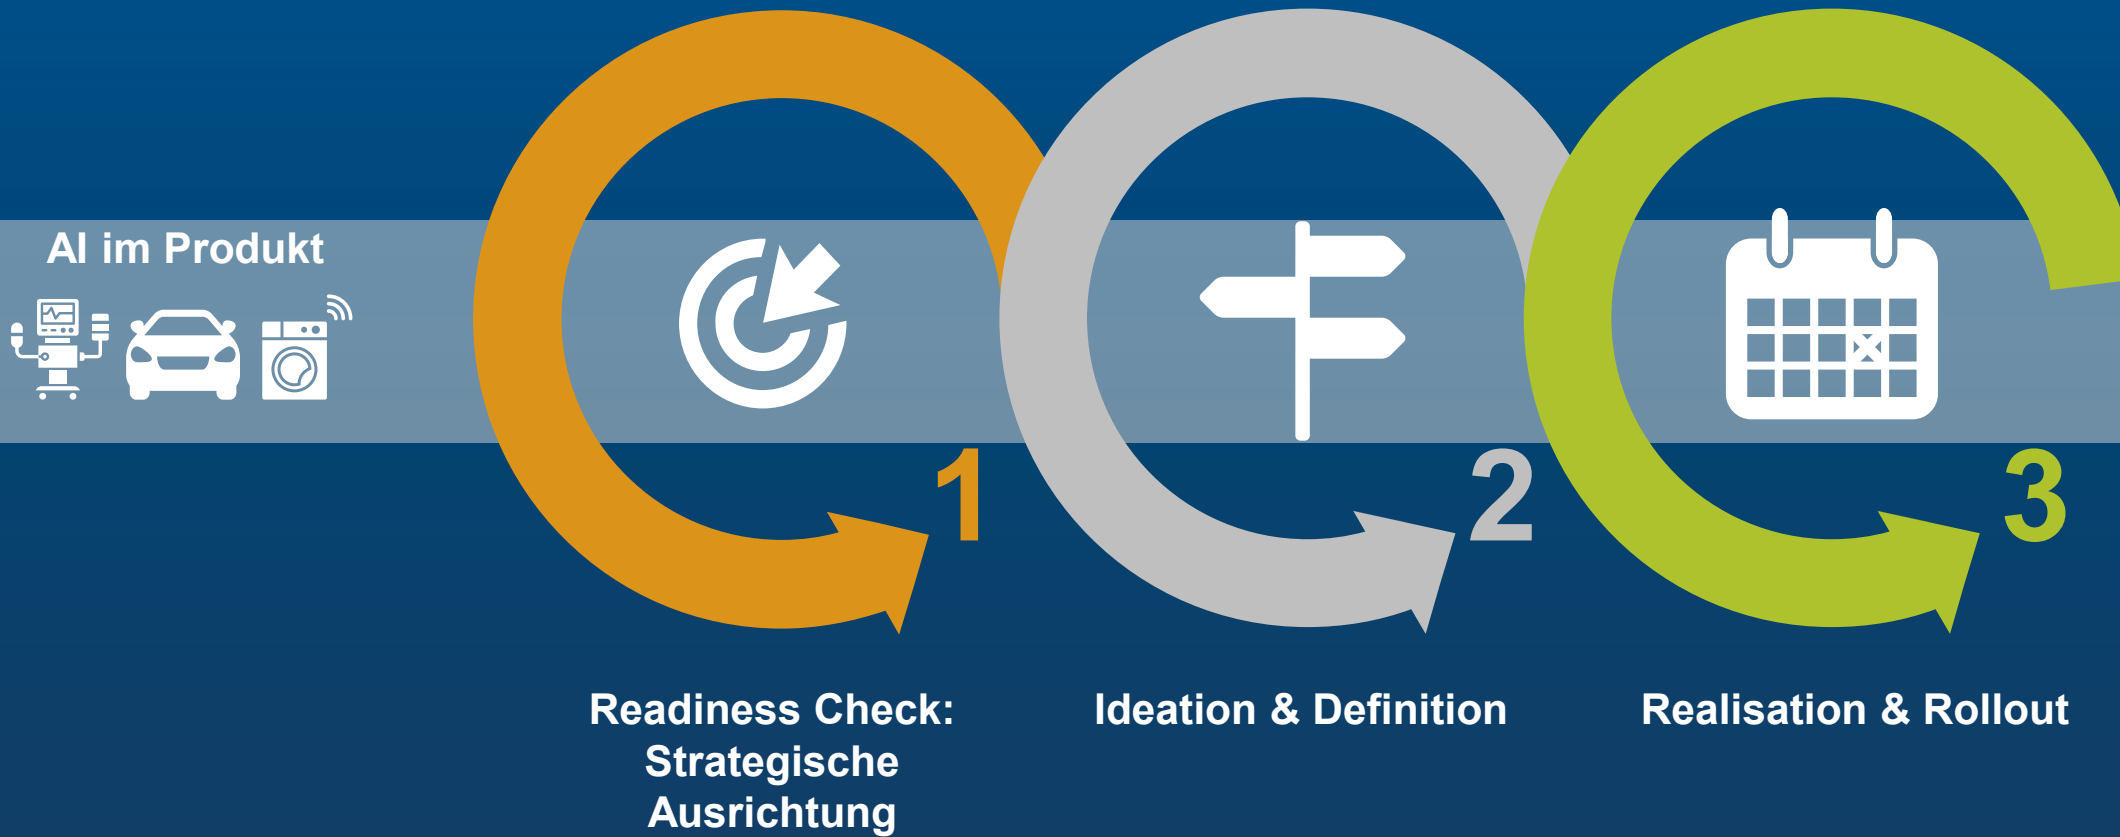 AI im Produkt
1
2
3
Readiness Check:
Strategische
Ausrichtung
Ideation & Definition
Realisation & Rollout